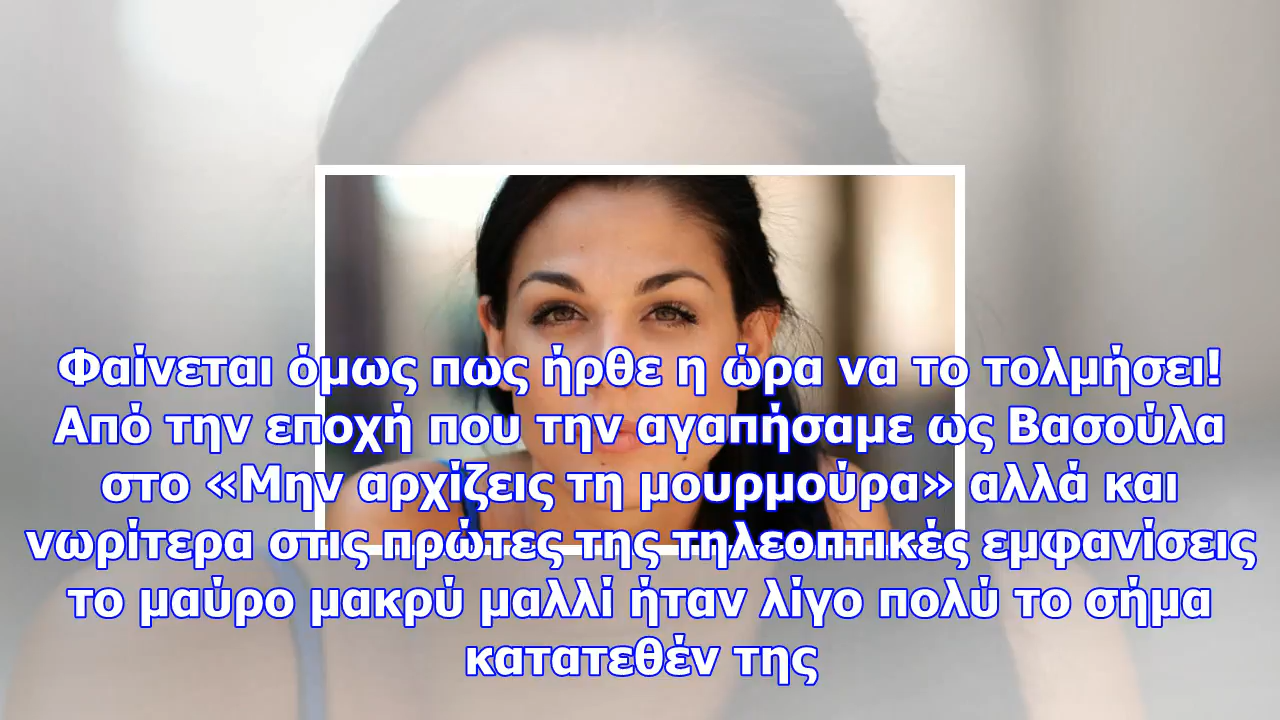 Φαίνεται όμως πως ήρθε η ώρα να το τολμήσει!
Από την εποχή που την αγαπήσαμε ως Βασούλα
στο «Μην αρχίζεις τη μουρμούρα» αλλά και
νωρίτερα στις πρώτες της τηλεοπτικές εμφανίσεις
το μαύρο μακρύ μαλλί ήταν λίγο πολύ το σήμα
κατατεθέν της